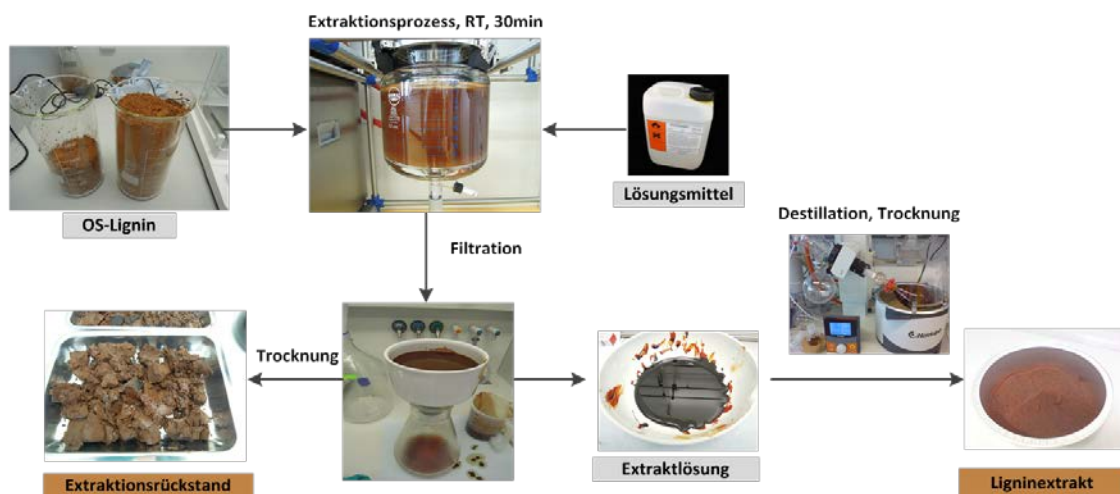 Extraktionsprozess, RT, 30min
OS-Lignin
Lösungsmittel
Destillation, Trocknung
Filtration
Trocknung
Extraktionsrückstand
Extraktlösung
Ligninextrakt